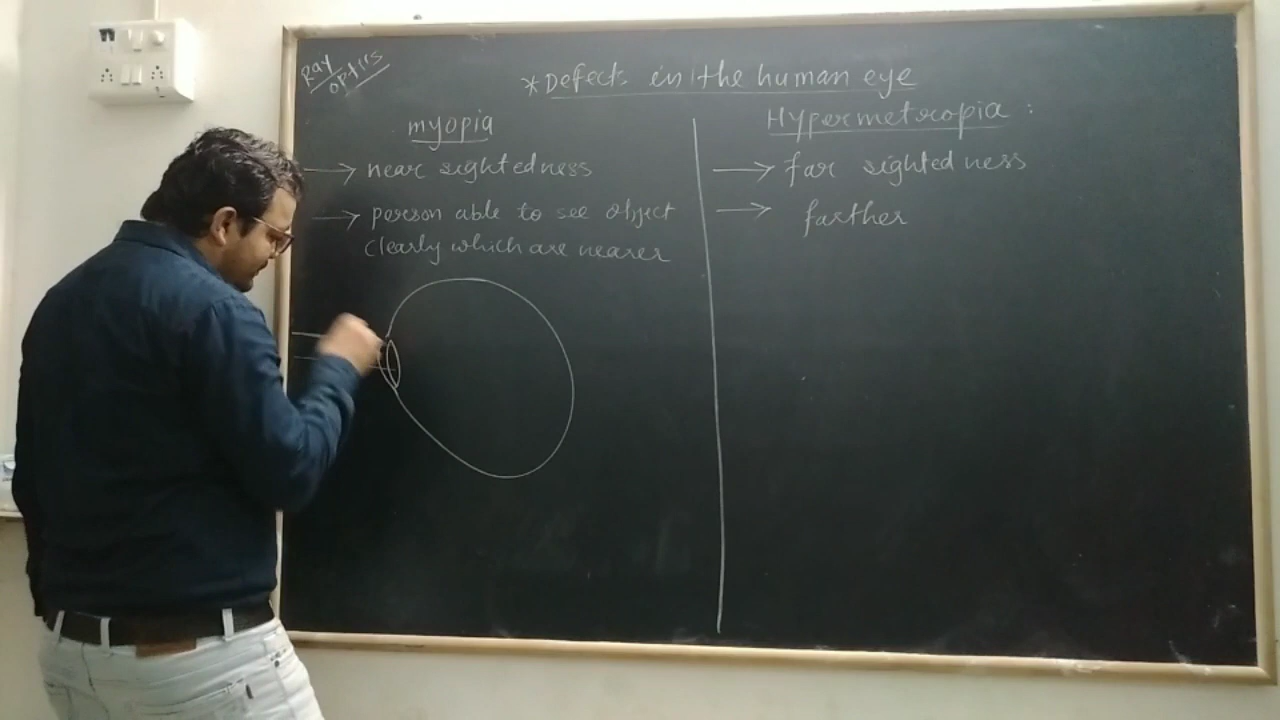 Ray
optics
* Defects in the human eye
myopia
→ near sightedness
→ person able to see object
clearly which are nearer
Hypermetropia :
→ far sightedness
→ farther